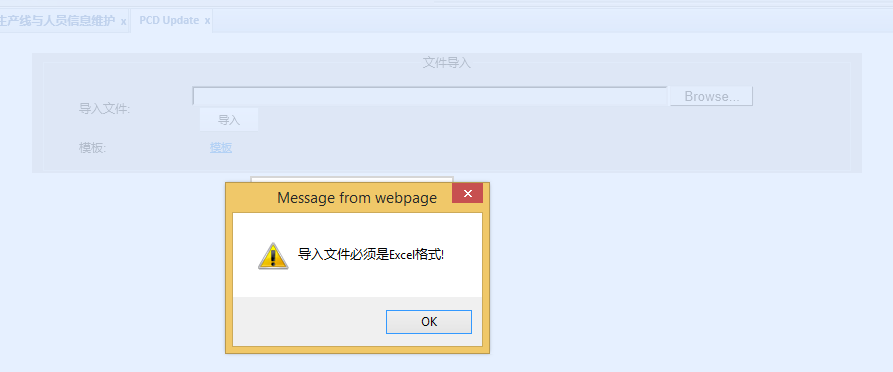 生产线与人员信息维护 x PCD Update x
文件导入
导入文件: Browse...
导入
模板: 模板
Message from webpage
导入文件必须是Excel格式!
OK